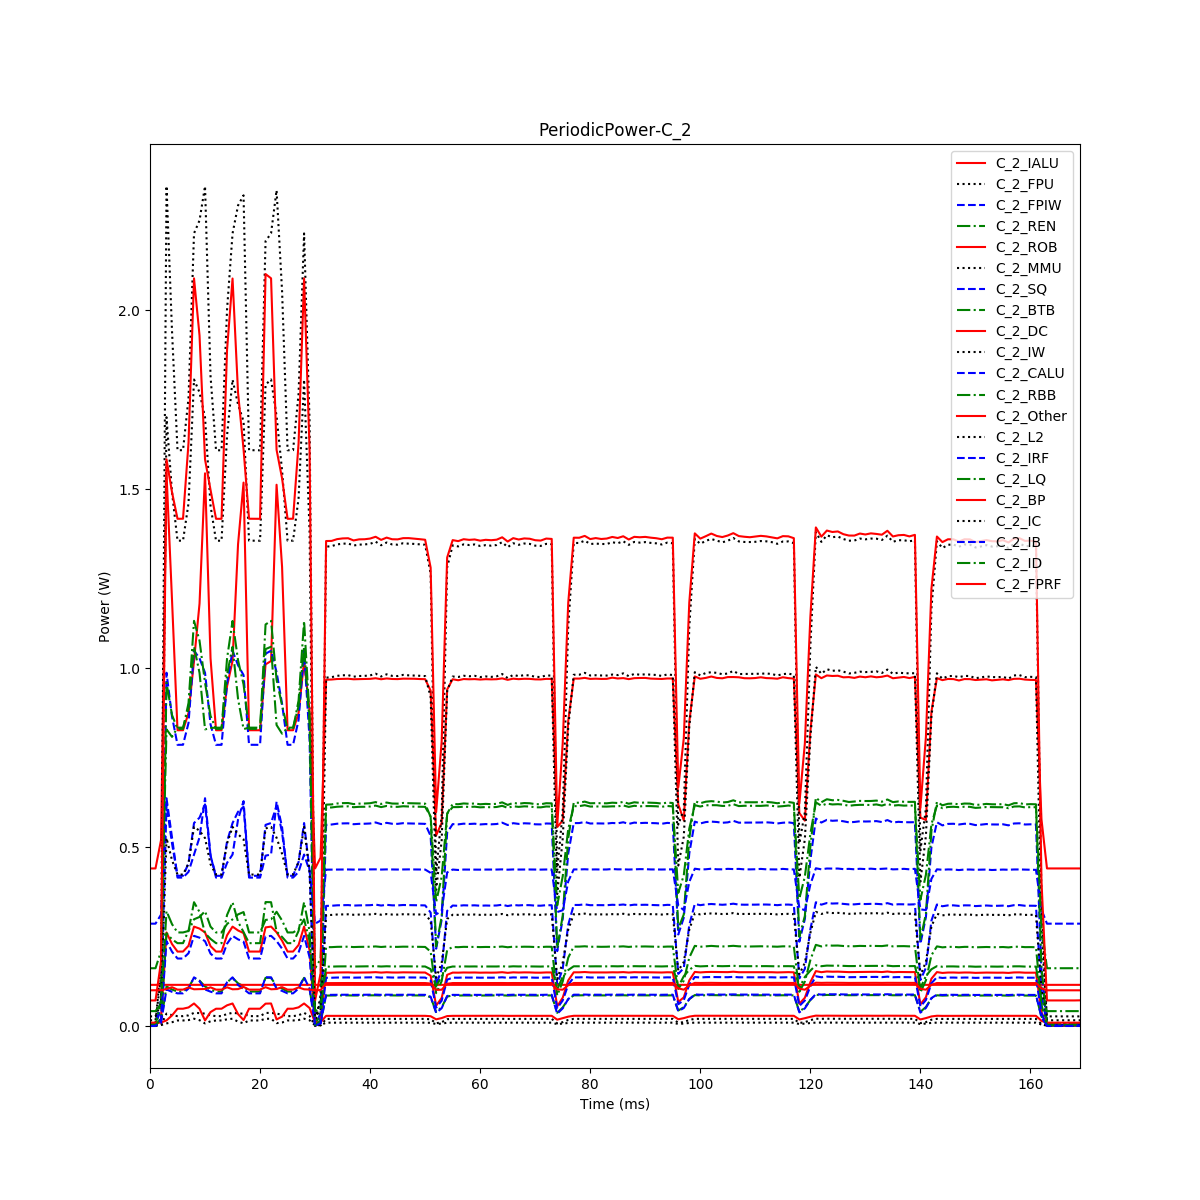 PeriodicPower-C_2
C_2_IALU
C_2_FPU
C_2_FPIW
C_2_REN
C_2_ROB
C_2_MMU
C_2_SQ
C_2_BTB
C_2_DC
C_2_IW
C_2_CALU
C_2_RBB
C_2_Other
C_2_L2
C_2_IRF
C_2_LQ
C_2_BP
C_2_IC
C_2_IB
C_2_ID
C_2_FPRF
Power (W)
2.0
1.5
1.0
0.5
0.0
0 20 40 60 80 100 120 140 160
Time (ms)